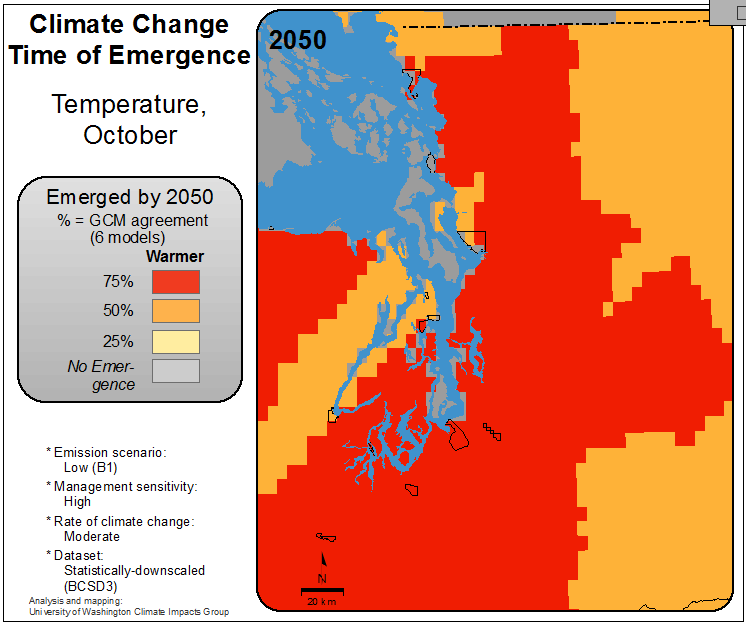 Climate Change
Time of Emergence
Temperature,
October
Emerged by 2050
% = GCM agreement
(6 models)
Warmer
75%
50%
25%
No Emer-
gence
* Emission scenario:
Low (B1)
* Management sensitivity:
High
* Rate of climate change:
Moderate
* Dataset:
Statistically-downscaled
(BCSD3)
Analysis and mapping:
University of Washington Climate Impacts Group
2050
N
20 km